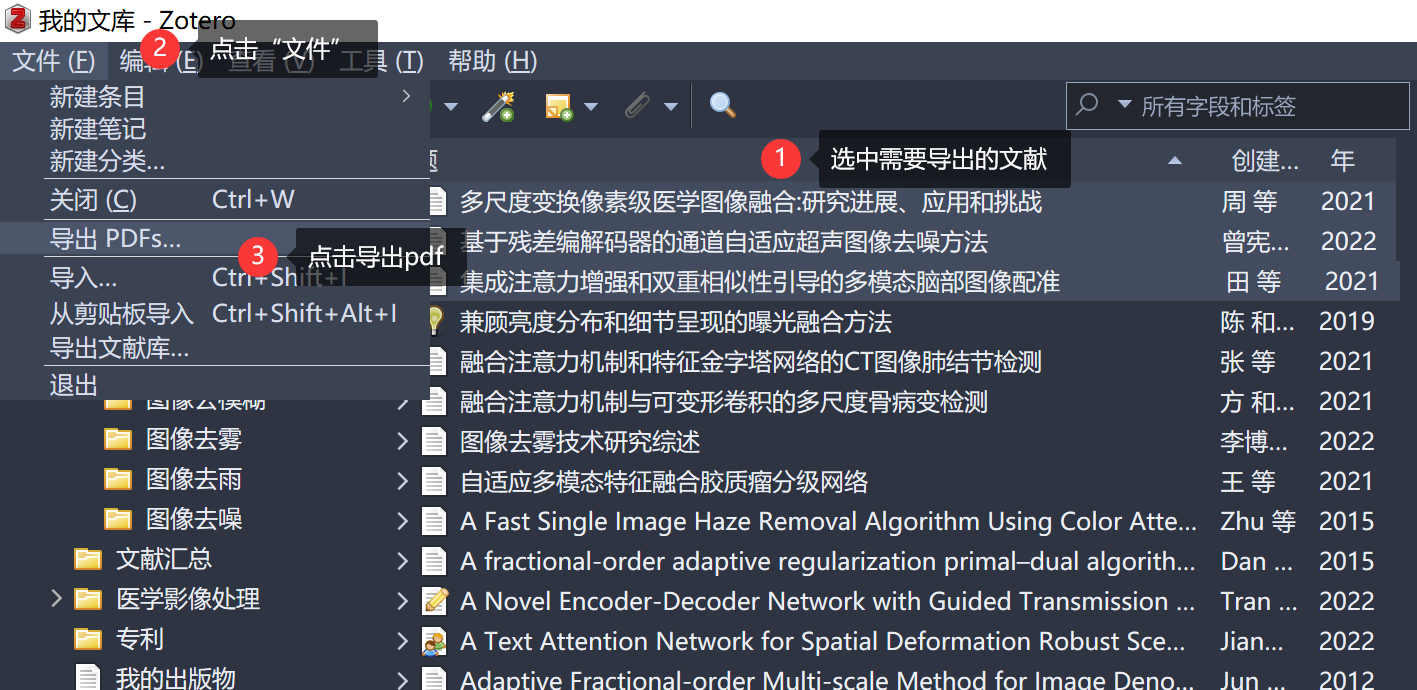 我的文库 - Zotero
文件 (F) 编辑 (E) 查看 (V) 工具 (T) 帮助 (H)
2 点击“文件”
新建条目
新建笔记
新建分类...
关闭 (C) Ctrl+W
导出 PDFs...
3 点击导出pdf
导入... Ctrl+Shift+I
从剪贴板导入 Ctrl+Shift+Alt+I
导出文献库...
退出
图像去模糊
图像去雾
图像去雨
图像去噪
文献汇总
医学影像处理
专利
我的出版物
所有字段和标签
1 选中需要导出的文献
题 创建... 年
多尺度变换像素级医学图像融合:研究进展、应用和挑战 周 等 2021
基于残差编解码器的通道自适应超声图像去噪方法 曾宪... 2022
集成注意力增强和双重相似性引导的多模态脑部图像配准 田 等 2021
兼顾亮度分布和细节呈现的曝光融合方法 陈 和... 2019
融合注意力机制和特征金字塔网络的CT图像肺结节检测 张 等 2021
融合注意力机制与可变形卷积的多尺度骨病变检测 方 和... 2021
图像去雾技术研究综述 李博... 2022
自适应多模态特征融合胶质瘤分级网络 王 等 2021
A Fast Single Image Haze Removal Algorithm Using Color Atte... Zhu 等 2015
A fractional-order adaptive regularization primal–dual algorith... Dan ... 2015
A Novel Encoder-Decoder Network with Guided Transmission ... Tran ... 2022
A Text Attention Network for Spatial Deformation Robust Sce... Jian... 2022
Adaptive Fractional-order Multi-scale Method for Image Deno... Jun ... 2012